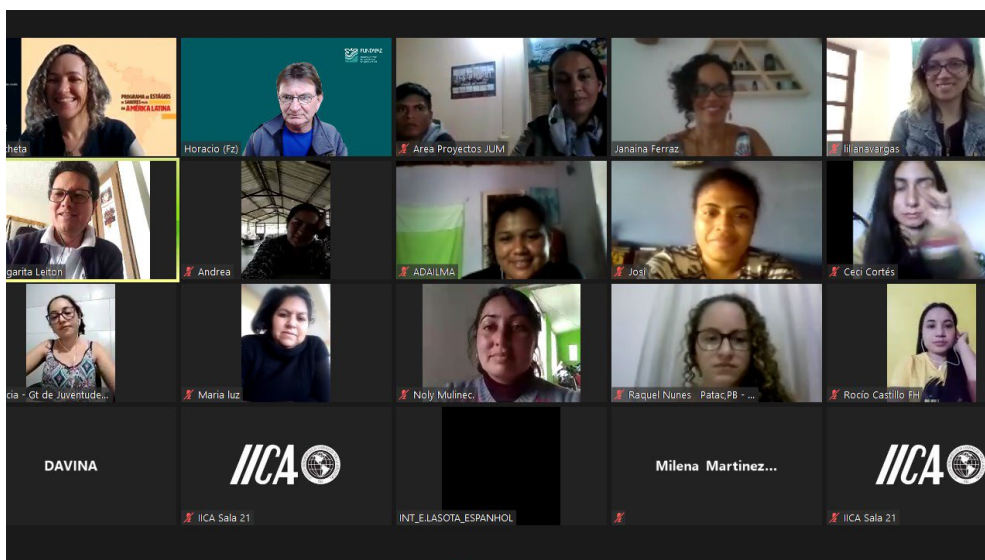 PROGRAMA DE ESTÁGIOS
DE SABERES
DA AMÉRICA LATINA
cheta
FUNDAPAZ
Horacio (Fz)
Area Proyectos JUM
Janaina Ferraz
lilianavargas
garita Leiton
Andrea
ADAILMA
Josi
Ceci Cortés
cia - Gt de Juventude...
Maria luz
Noly Mulinec.
Raquel Nunes Patac,PB - ...
Rocío Castillo FH
DAVINA
IICA
IICA Sala 21
INT_E.LASOTA_ESPANHOL
Milena Martinez...
IICA
IICA Sala 21